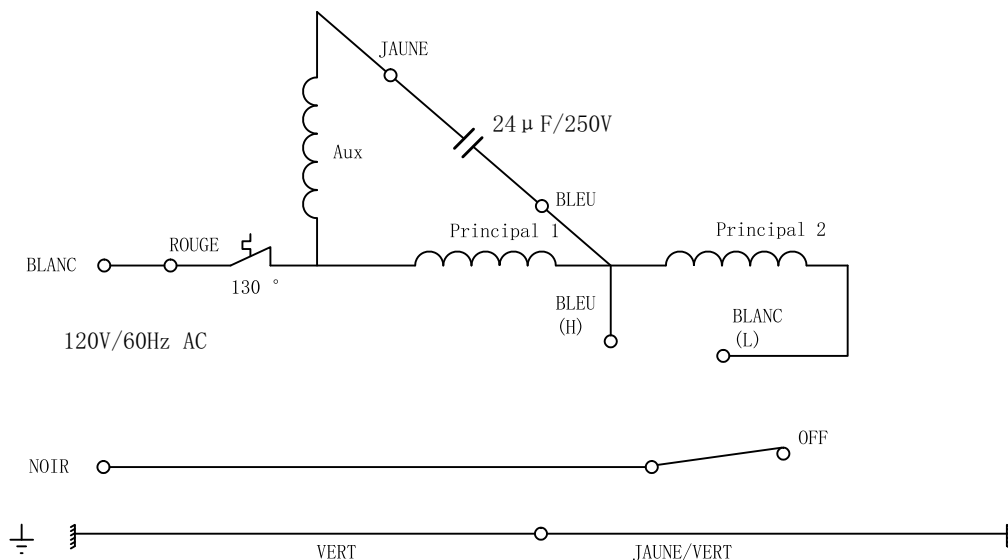 JAUNE
24μF/250V
Aux
BLEU
Principal 1
Principal 2
ROUGE
BLANC
130 °
BLEU
(H)
BLANC
(L)
120V/60Hz AC
OFF
NOIR
VERT
JAUNE/VERT